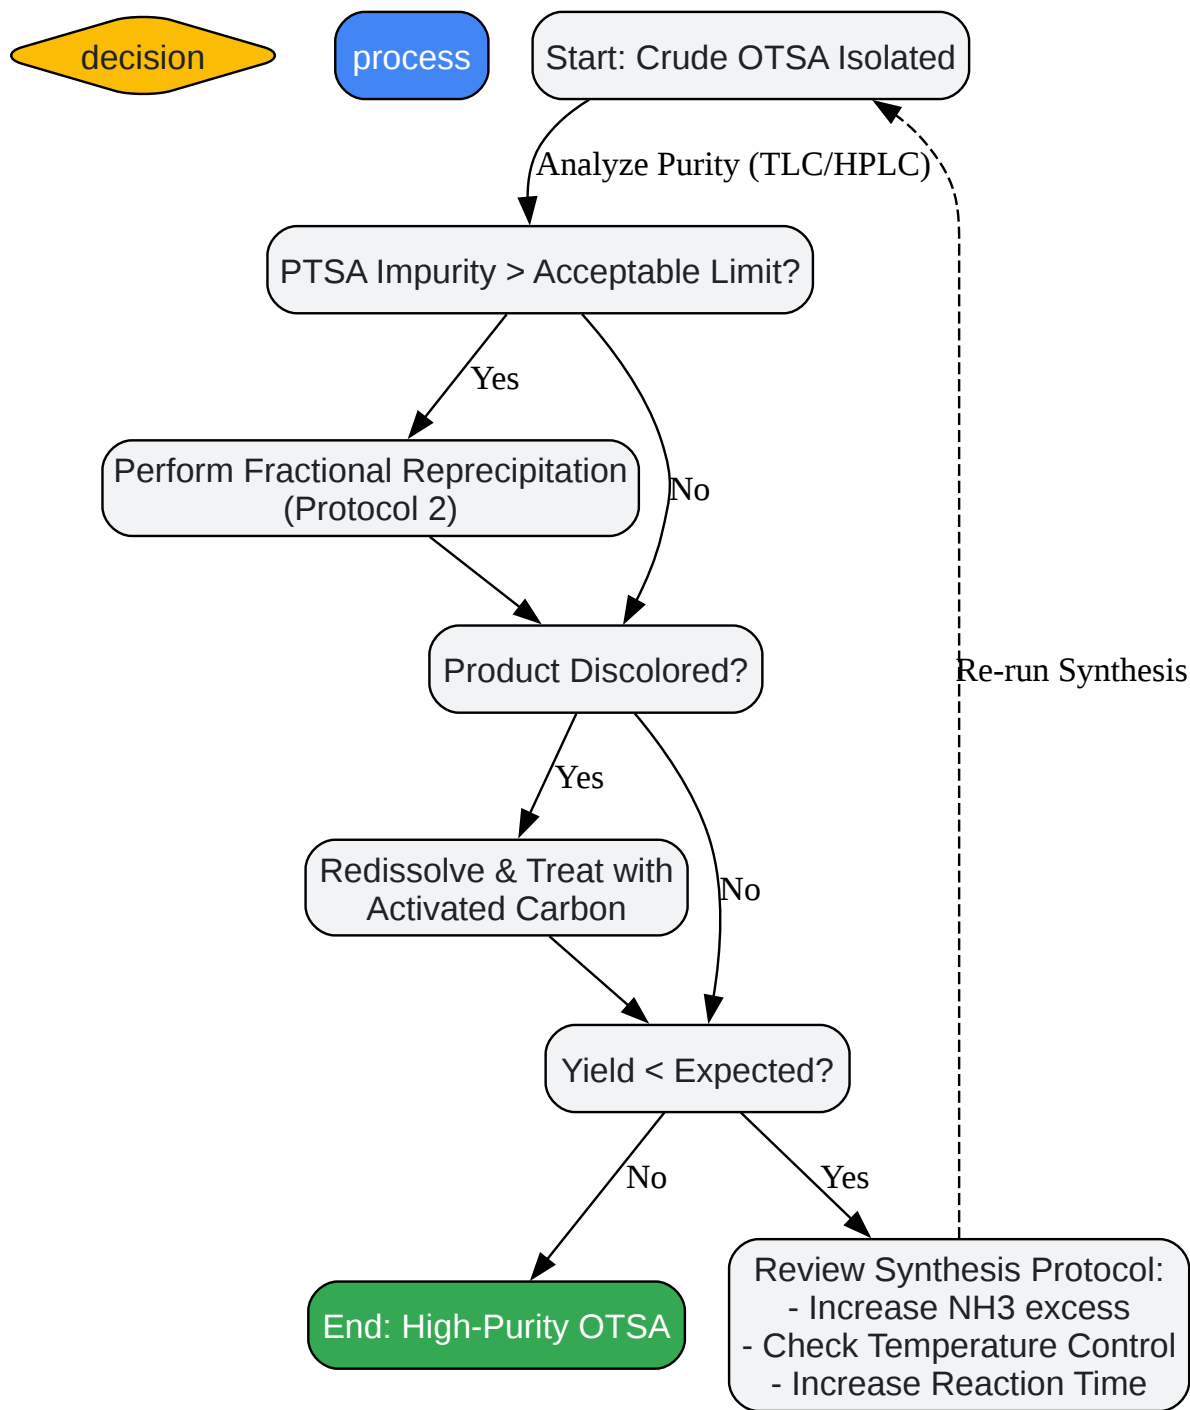 decision
process
Start: Crude OTSA Isolated
Analyze Purity (TLC/HPLC)
PTSA Impurity > Acceptable Limit?
Yes
Perform Fractional Reprecipitation
(Protocol 2)
No
Product Discolored?
Re-run Synthesis
Yes
Redissolve & Treat with
Activated Carbon
No
Yield < Expected?
No
Yes
End: High-Purity OTSA
Review Synthesis Protocol:
- Increase NH3 excess
- Check Temperature Control
- Increase Reaction Time